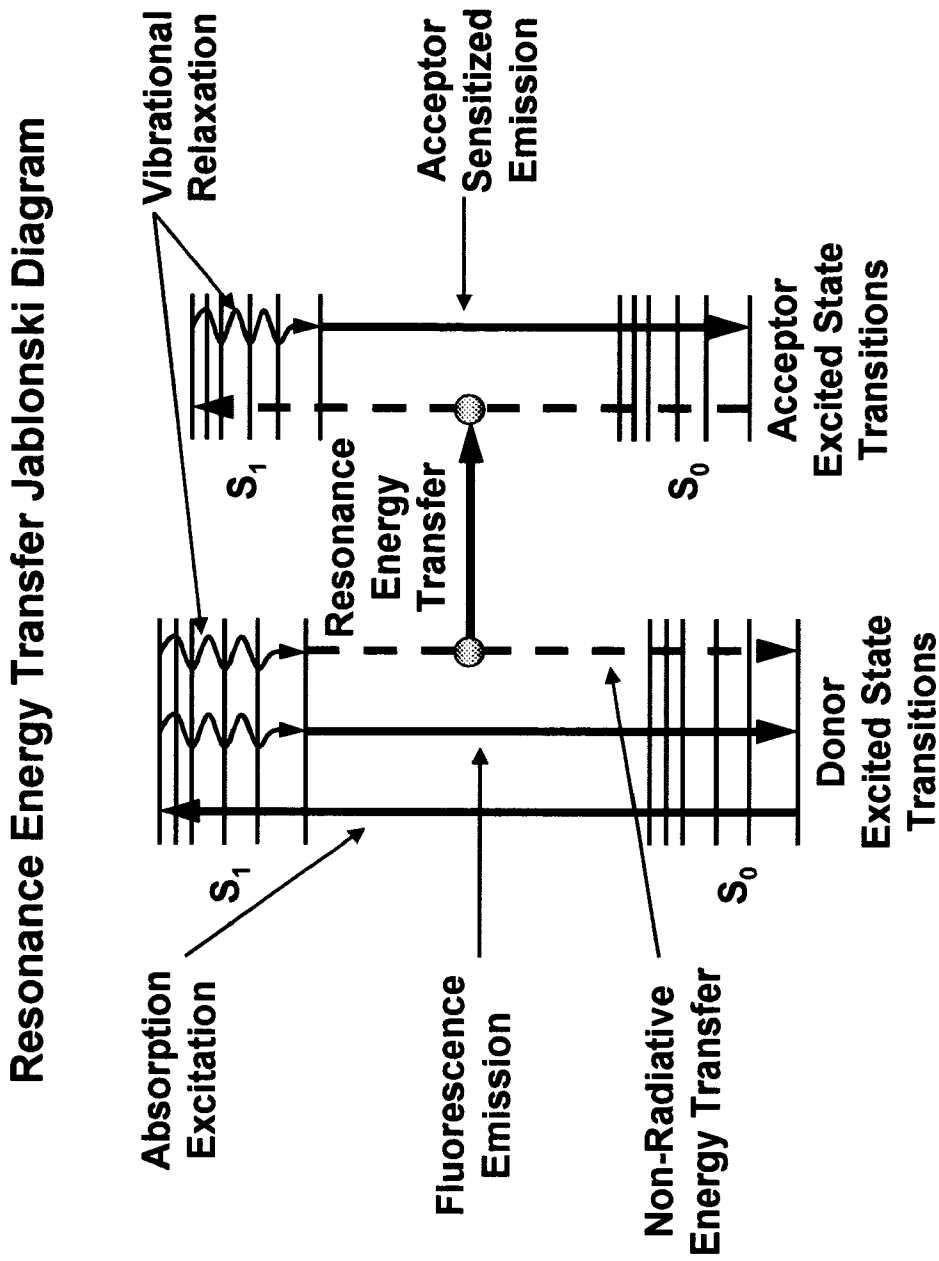 Resonance Energy Transfer Jablonski Diagram
Absorption
Excitation
Vibrational
Relaxation
S1
S1
Resonance
Energy
Transfer
Fluorescence
Emission
Acceptor
Sensitized
Emission
Non-Radiative
Energy Transfer
S0
S0
Donor
Excited State
Transitions
Acceptor
Excited State
Transitions